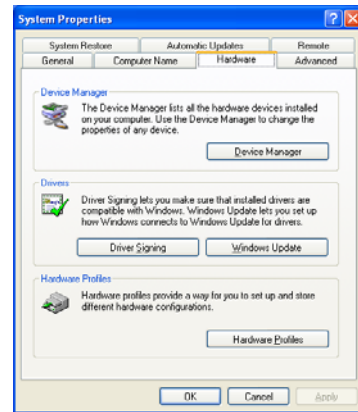 System Properties
System Restore Automatic Updates Remote
General Computer Name Hardware Advanced
Device Manager
The Device Manager lists all the hardware devices installed
on your computer. Use the Device Manager to change the
properties of any device.
Device Manager
Drivers
Driver Signing lets you make sure that installed drivers are
compatible with Windows. Windows Update lets you set up
how Windows connects to Windows Update for drivers.
Driver Signing Windows Update
Hardware Profiles
Hardware profiles provide a way for you to set up and store
different hardware configurations.
Hardware Profiles
OK Cancel Apply